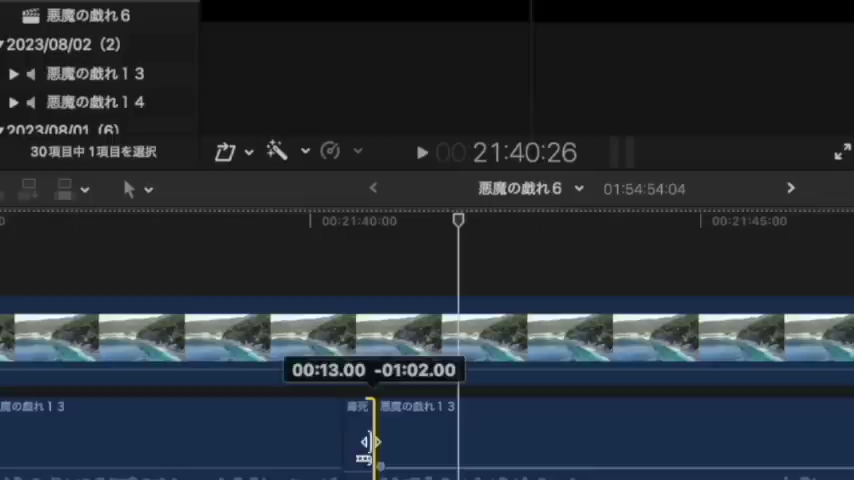 悪魔の戯れ６
2023/08/02（2）
悪魔の戯れ１３
悪魔の戯れ１４
2023/08/01（6）
30項目中 1項目を選択
00 21:40:26
悪魔の戯れ６
01:54:54:04
00:21:40:00
00:21:45:00
00:13.00 -01:02.00
魔の戯れ１３
毒死
悪魔の戯れ１３